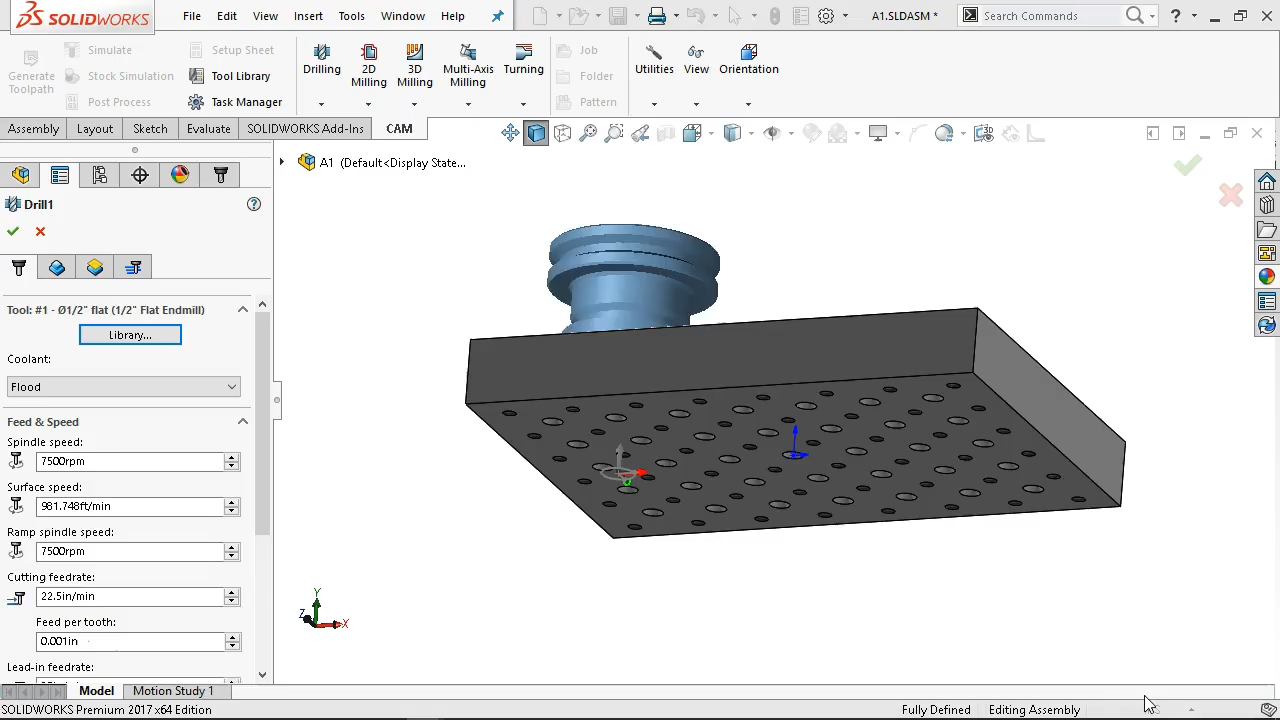 SOLIDWORKS
File Edit View Insert Tools Window Help
A1.SLDASM *
Search Commands
Generate Toolpath
Simulate
Stock Simulation
Post Process
Setup Sheet
Tool Library
Task Manager
Drilling
2D Milling
3D Milling
Multi-Axis Milling
Turning
Job
Folder
Pattern
Utilities
View
Orientation
Assembly Layout Sketch Evaluate SOLIDWORKS Add-Ins CAM
A1 (Default<Display State...
Drill1
Tool: #1 - Ø1/2" flat (1/2" Flat Endmill)
Library...
Coolant:
Flood
Feed & Speed
Spindle speed:
7500rpm
Surface speed:
981.748ft/min
Ramp spindle speed:
7500rpm
Cutting feedrate:
22.5in/min
Feed per tooth:
0.001in
Lead-in feedrate:
Y
Z
X
Model Motion Study 1
SOLIDWORKS Premium 2017 x64 Edition
Fully Defined Editing Assembly